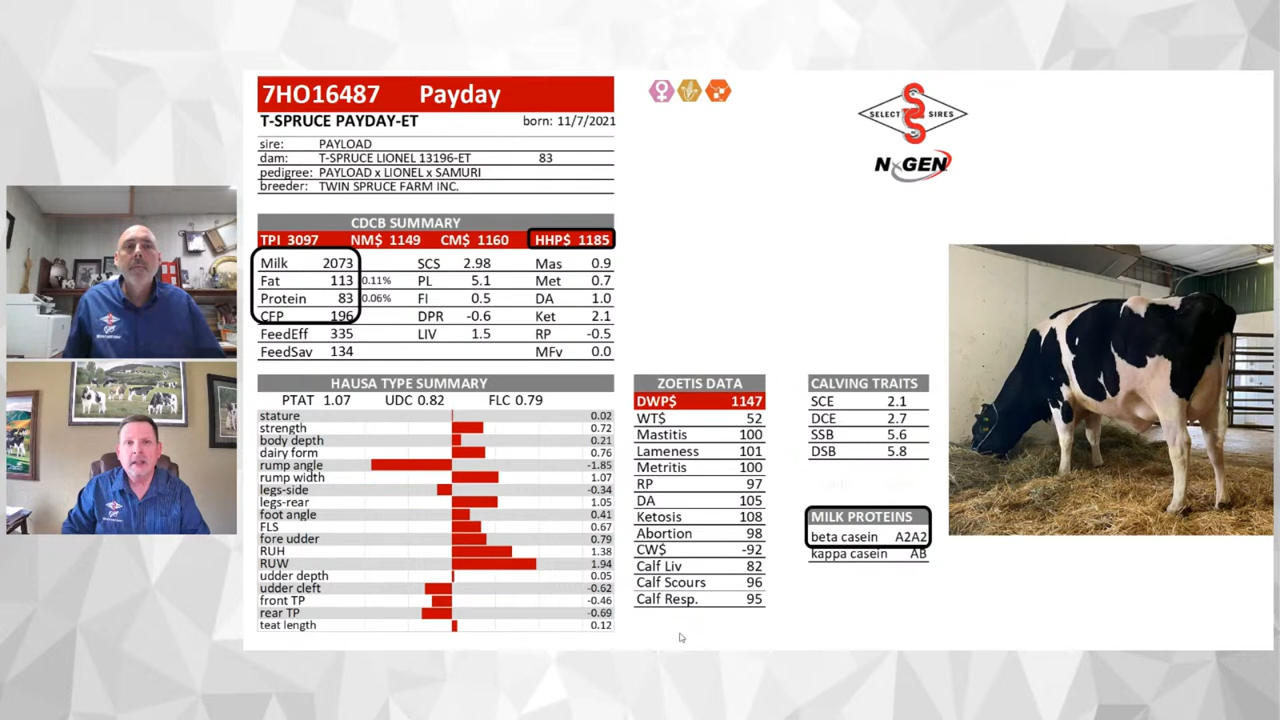 7HO16487 Payday
T-SPRUCE PAYDAY-ET born: 11/7/2021
sire: PAYLOAD
dam: T-SPRUCE LIONEL 13196-ET 83
pedigree: PAYLOAD x LIONEL x SAMURI
breeder: TWIN SPRUCE FARM INC.
CDCB SUMMARY
TPI 3097 NM$ 1149 CM$ 1160 HHP$ 1185
Milk 2073 SCS 2.98 Mas 0.9
Fat 113 0.11% PL 5.1 Met 0.7
Protein 83 0.06% FI 0.5 DA 1.0
CFP 196 DPR -0.6 Ket 2.1
FeedEff 335 LIV 1.5 RP -0.5
FeedSav 134 MFv 0.0
HAUSA TYPE SUMMARY
PTAT 1.07 UDC 0.82 FLC 0.79
stature 0.02
strength 0.72
body depth 0.21
dairy form 0.76
rump angle -1.85
rump width 1.07
legs-side -0.34
legs-rear 1.05
foot angle 0.41
FLS 0.67
fore udder 0.79
RUH 1.38
RUW 1.94
udder depth 0.05
udder cleft -0.62
front TP -0.46
rear TP -0.69
teat length 0.12
ZOETIS DATA
DWP$ 1147
WT$ 52
Mastitis 100
Lameness 101
Metritis 100
RP 97
DA 105
Ketosis 108
Abortion 98
CW$ -92
Calf Liv 82
Calf Scours 96
Calf Resp. 95
SELECT SIRES
NxGEN
CALVING TRAITS
SCE 2.1
DCE 2.7
SSB 5.6
DSB 5.8
MILK PROTEINS
beta casein A2A2
kappa casein AB